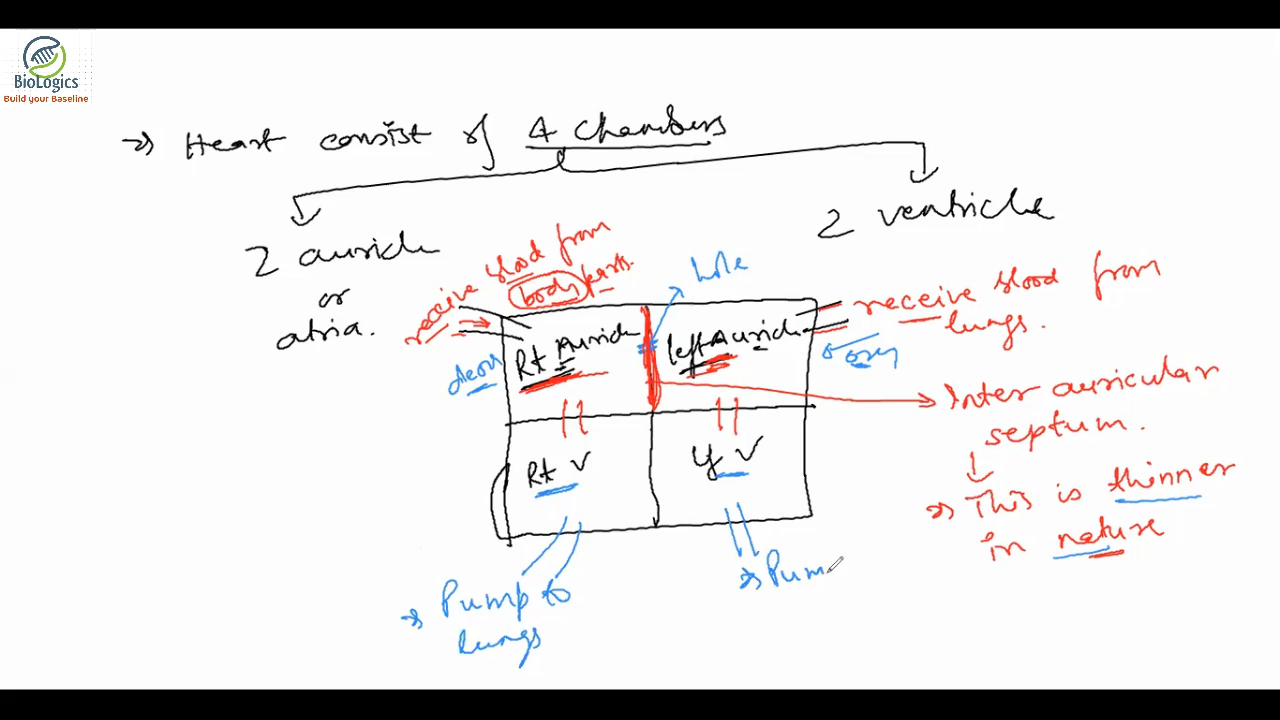 BioLogics
Build your Baseline
Heart consist of 4 chambers
2 auricle
or
atria.
2 ventricle
receive blood from
body parts.
hole
receive blood from
lungs.
Rt Auricle
left Auricle
deoxy
oxy
Inter auricular
septum.
Rt V
lf V
This is thinner
in nature
Pump to
lungs
Pum